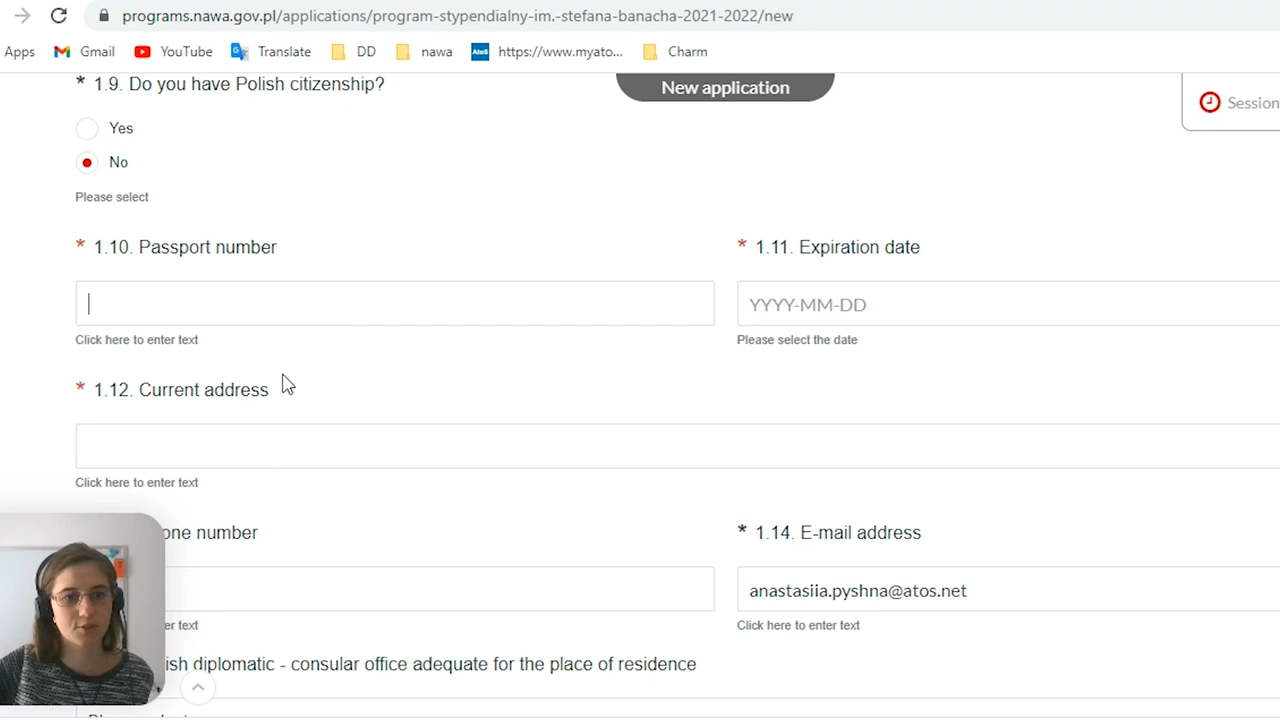 programs.nawa.gov.pl/applications/program-stypendialny-im.-stefana-banacha-2021-2022/new
Apps Gmail YouTube Translate DD nawa AtoS https://www.myato... Charm
* 1.9. Do you have Polish citizenship?
New application
Session
Yes
No
Please select
* 1.10. Passport number
* 1.11. Expiration date
YYYY-MM-DD
Click here to enter text
Please select the date
* 1.12. Current address
Click here to enter text
one number
* 1.14. E-mail address
anastasiia.pyshna@atos.net
er text
Click here to enter text
ish diplomatic - consular office adequate for the place of residence